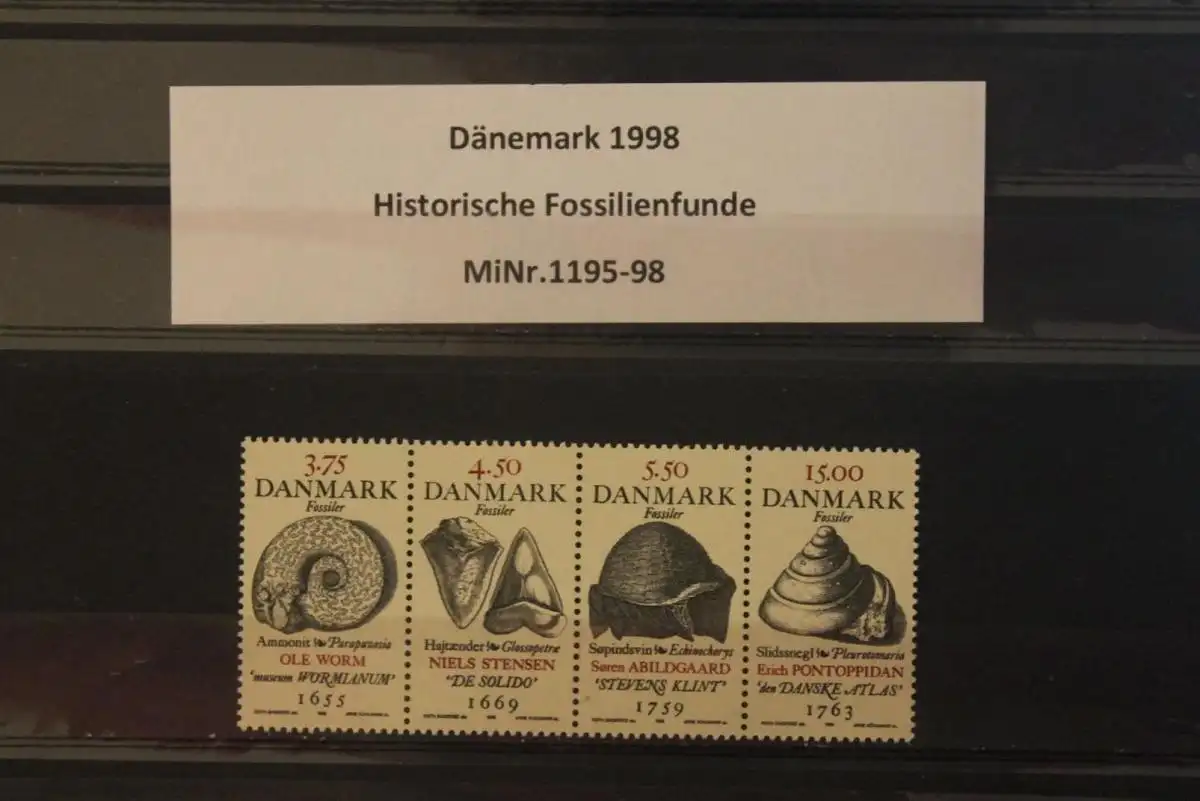 Dänemark 1998
Historische Fossilienfunde
MiNr.1195-98
3.75
DANMARK
Fossiler
Ammonit Parapanosia
OLE WORM
'museum WORMIANUM'
1655
4.50
DANMARK
Fossiler
Hajtænder Glossopetræ
NIELS STENSEN
'DE SOLIDO'
1669
5.50
DANMARK
Fossiler
Søpindsvin Echinochorys
Søren ABILDGAARD
'STEVENS KLINT'
1759
15.00
DANMARK
Fossiler
Slidssnegl Pleurotomaria
Erich PONTOPPIDAN
'den DANSKE ATLAS'
1763